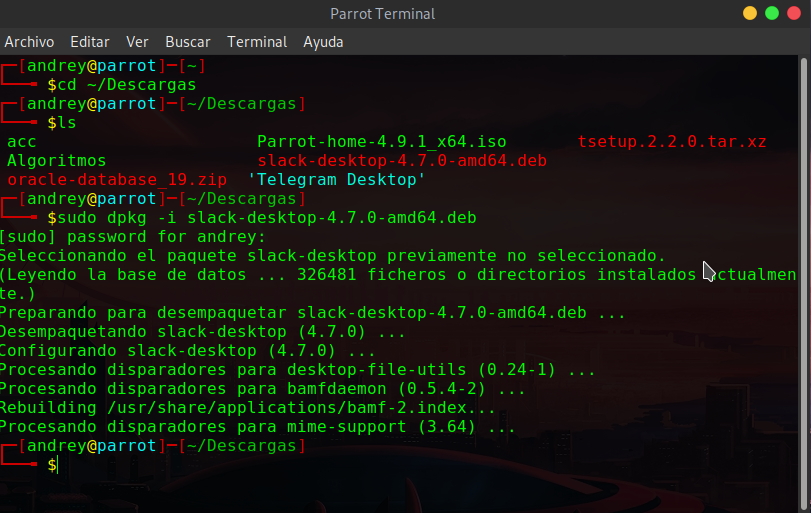 Parrot Terminal
Archivo Editar Ver Buscar Terminal Ayuda
┌─[andrey@parrot]─[~]
└──╼ $cd ~/Descargas
┌─[andrey@parrot]─[~/Descargas]
└──╼ $ls
acc Parrot-home-4.9.1_x64.iso tsetup.2.2.0.tar.xz
Algoritmos slack-desktop-4.7.0-amd64.deb
oracle-database_19.zip 'Telegram Desktop'
┌─[andrey@parrot]─[~/Descargas]
└──╼ $sudo dpkg -i slack-desktop-4.7.0-amd64.deb
[sudo] password for andrey:
Seleccionando el paquete slack-desktop previamente no seleccionado.
(Leyendo la base de datos ... 326481 ficheros o directorios instalados actualmen
te.)
Preparando para desempaquetar slack-desktop-4.7.0-amd64.deb ...
Desempaquetando slack-desktop (4.7.0) ...
Configurando slack-desktop (4.7.0) ...
Procesando disparadores para desktop-file-utils (0.24-1) ...
Procesando disparadores para bamfdaemon (0.5.4-2) ...
Rebuilding /usr/share/applications/bamf-2.index...
Procesando disparadores para mime-support (3.64) ...
┌─[andrey@parrot]─[~/Descargas]
└──╼ $